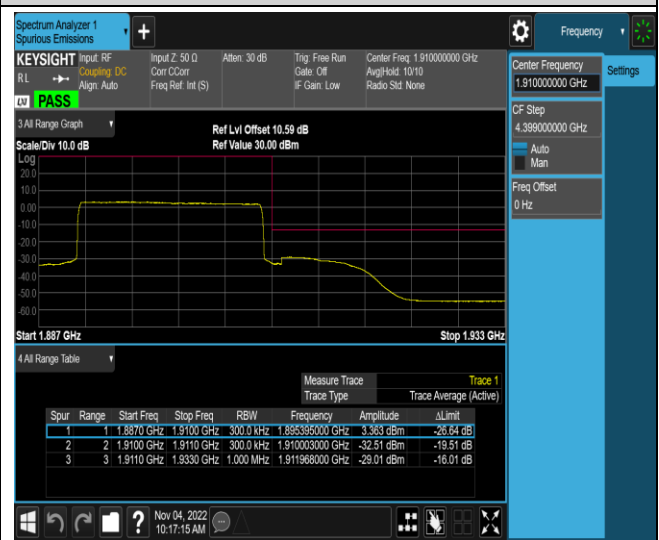 Spectrum Analyzer 1
Spurious Emissions
+
Frequency
KEYSIGHT Input: RF Input Z: 50 Ω Atten: 30 dB Trig: Free Run Center Freq: 1.910000000 GHz
RL Coupling: DC Corr CCorr Gate: Off Avg|Hold: 10/10
Align: Auto Freq Ref: Int (S) IF Gain: Low Radio Std: None
LXI PASS
Center Frequency
1.910000000 GHz
Settings
CF Step
4.399000000 GHz
Auto
Man
Freq Offset
0 Hz
3 All Range Graph
Ref Lvl Offset 10.59 dB
Scale/Div 10.0 dB Ref Value 30.00 dBm
Log
20.0
10.0
0.00
-10.0
-20.0
-30.0
-40.0
-50.0
-60.0
Start 1.887 GHz Stop 1.933 GHz
4 All Range Table
Measure Trace Trace 1
Trace Type Trace Average (Active)
Spur Range Start Freq Stop Freq RBW Frequency Amplitude ΔLimit
1 1 1.8870 GHz 1.9100 GHz 300.0 kHz 1.895395000 GHz 3.363 dBm -26.64 dB
2 2 1.9100 GHz 1.9110 GHz 300.0 kHz 1.910003000 GHz -32.51 dBm -19.51 dB
3 3 1.9110 GHz 1.9330 GHz 1.000 MHz 1.911968000 GHz -29.01 dBm -16.01 dB
? Nov 04, 2022
10:17:15 AM